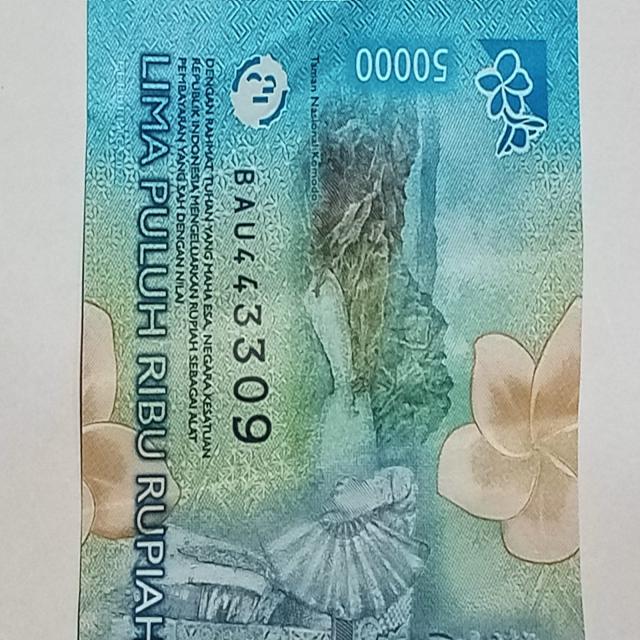 50000
Taman Nasional Komodo
BAU443309
DENGAN RAHMAT TUHAN YANG MAHA ESA, NEGARA KESATUAN
REPUBLIK INDONESIA MENGELUARKAN RUPIAH SEBAGAI ALAT
PEMBAYARAN YANG SAH DENGAN NILAI
LIMA PULUH RIBU RUPIAH